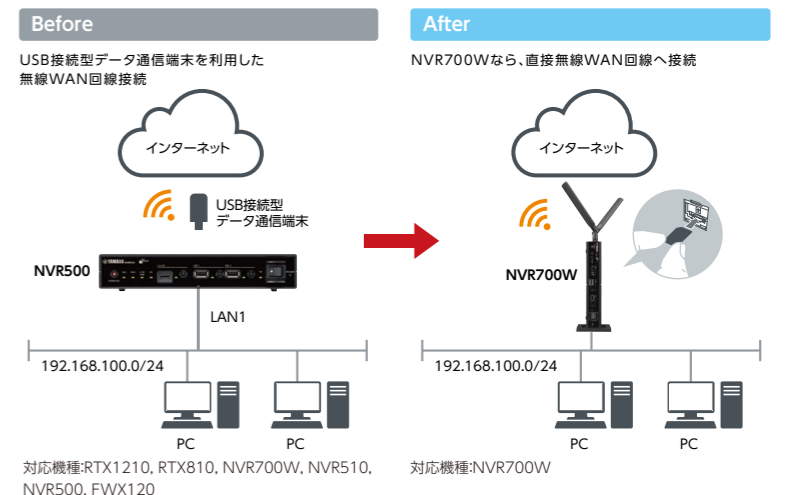 Before
USB接続型データ通信端末を利用した
無線WAN回線接続
インターネット
USB接続型
データ通信端末
NVR500
YAMAHA
LAN1
192.168.100.0/24
PC
PC
対応機種:RTX1210, RTX810, NVR700W, NVR510,
NVR500, FWX120
After
NVR700Wなら、直接無線WAN回線へ接続
インターネット
NVR700W
192.168.100.0/24
PC
PC
対応機種:NVR700W